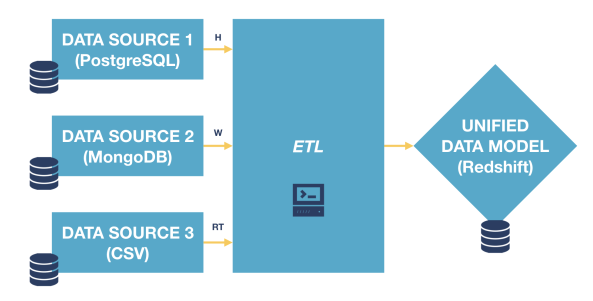 DATA SOURCE 1
(PostgreSQL)
H
DATA SOURCE 2
(MongoDB)
W
DATA SOURCE 3
(CSV)
RT
ETL
UNIFIED
DATA MODEL
(Redshift)